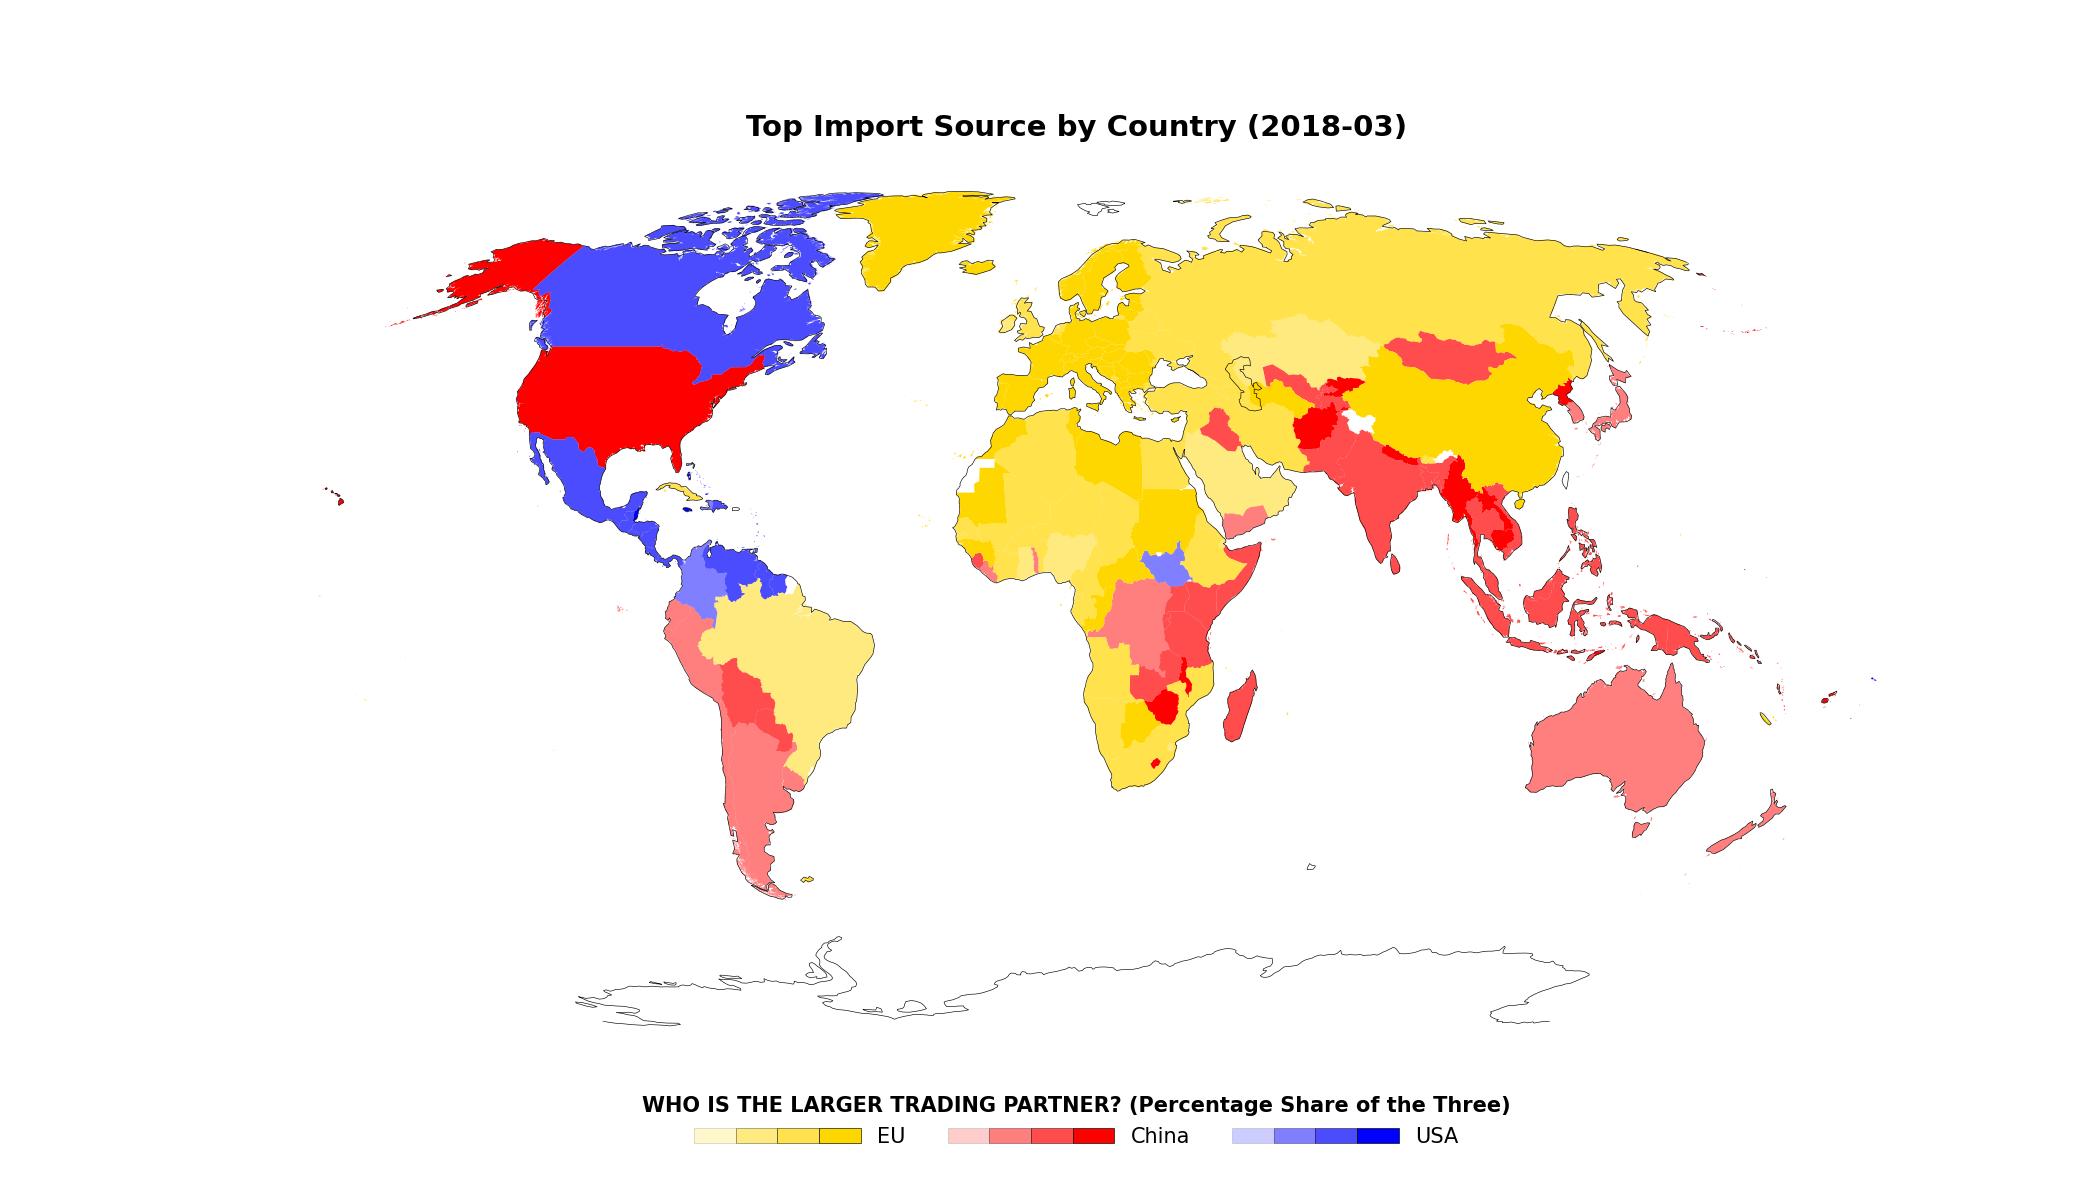 Top Import Source by Country (2018-03)
WHO IS THE LARGER TRADING PARTNER? (Percentage Share of the Three)
EU China USA